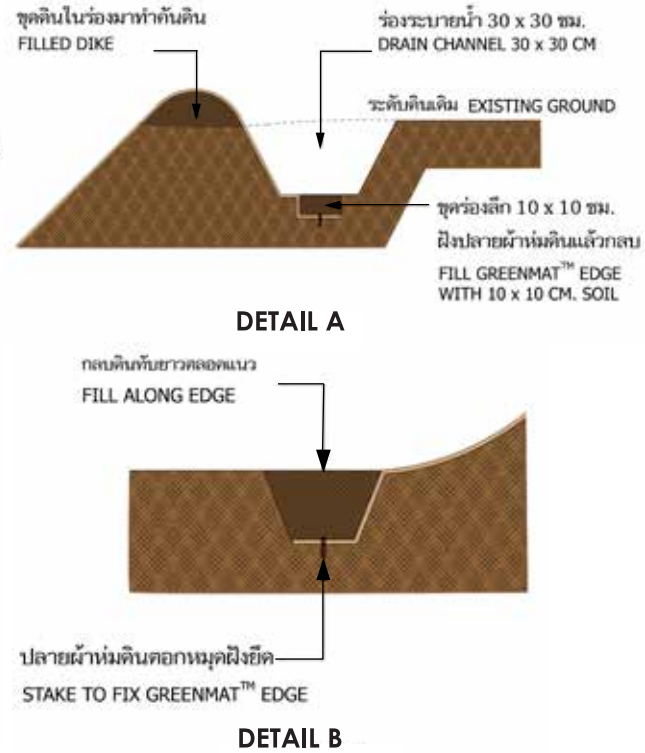 ขุดดินในร่องมาทำคันดิน
FILLED DIKE
ร่องระบายน้ำ 30 x 30 ซม.
DRAIN CHANNEL 30 x 30 CM
ระดับดินเดิม EXISTING GROUND
ขุดร่องลึก 10 x 10 ซม.
ฝังปลายผ้าห่มดินแล้วกลบ
FILL GREENMAT™ EDGE
WITH 10 x 10 CM. SOIL
DETAIL A
กลบดินทับยาวตลอดแนว
FILL ALONG EDGE
ปลายผ้าห่มดินตอกหมุดฝังยึด
STAKE TO FIX GREENMAT™ EDGE
DETAIL B